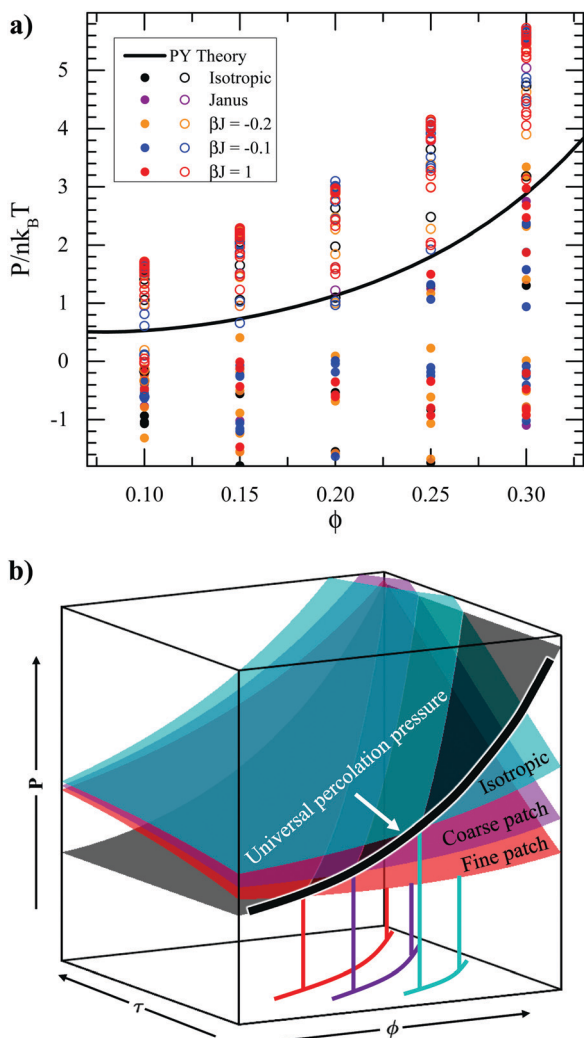 a)
PY Theory
Isotropic
Janus
βJ = -0.2
βJ = -0.1
βJ = 1
P/nk_BT
5
4
3
2
1
0
-1
0.10 0.15 0.20 0.25 0.30
ϕ
b)
P
Universal percolation pressure
Isotropic
Coarse patch
Fine patch
τ
ϕ